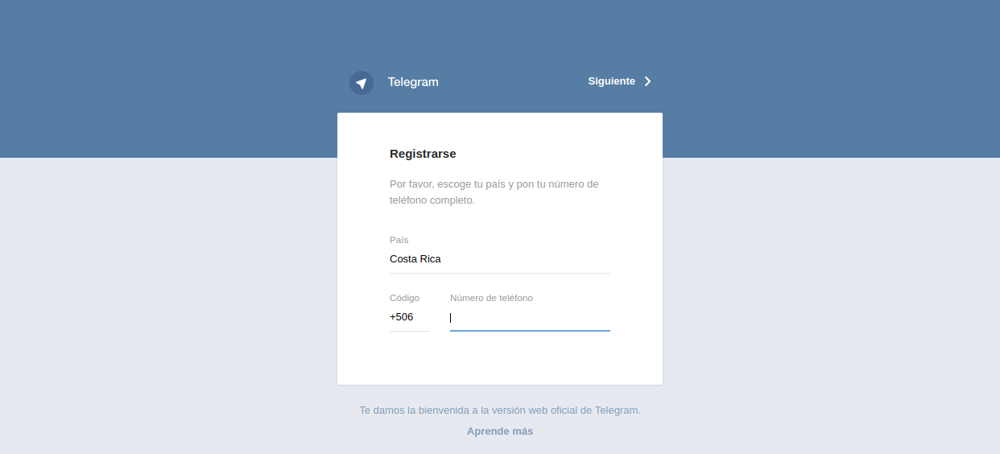 Telegram
Siguiente
Registrarse
Por favor, escoge tu país y pon tu número de
teléfono completo.
País
Costa Rica
Código
Número de teléfono
+506
Te damos la bienvenida a la versión web oficial de Telegram.
Aprende más